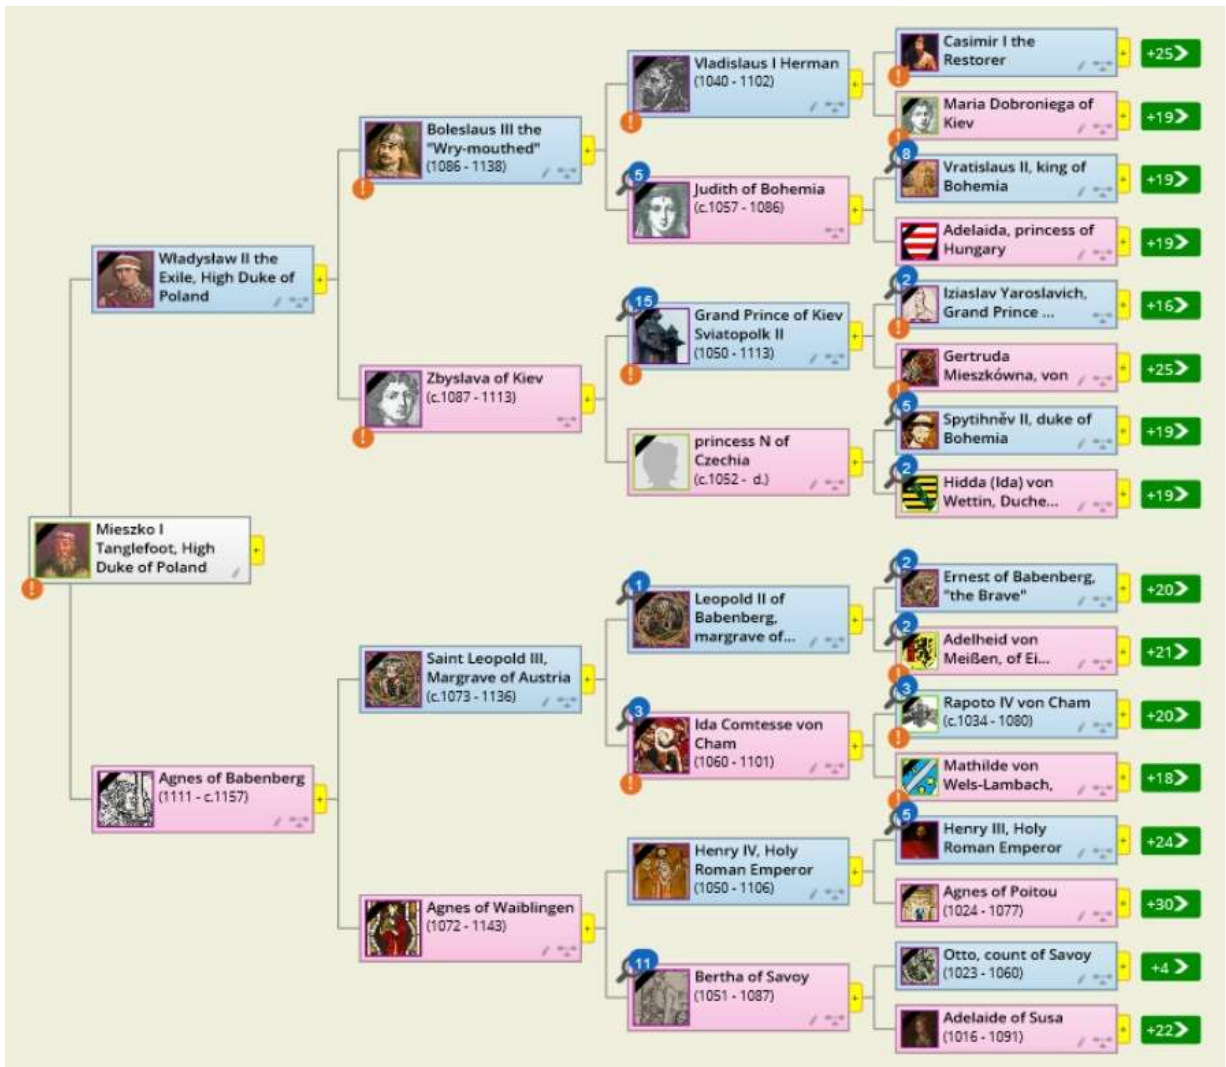 Casimir I the
Restorer
+25
Vladislaus I Herman
(1040 - 1102)
Maria Dobroniega of
Kiev
+19
Boleslaus III the
"Wry-mouthed"
(1086 - 1138)
8
Vratislaus II, king of
Bohemia
+19
5
Judith of Bohemia
(c.1057 - 1086)
Adelaida, princess of
Hungary
+19
Władysław II the
Exile, High Duke of
Poland
2
Iziaslav Yaroslavich,
Grand Prince ...
+16
15
Grand Prince of Kiev
Sviatopolk II
(1050 - 1113)
Gertruda
Mieszkówna, von
+25
Zbyslava of Kiev
(c.1087 - 1113)
5
Spytihněv II, duke of
Bohemia
+19
princess N of
Czechia
(c.1052 - d.)
2
Hidda (Ida) von
Wettin, Duche...
+19
Mieszko I
Tanglefoot, High
Duke of Poland
2
Ernest of Babenberg,
"the Brave"
+20
1
Leopold II of
Babenberg,
margrave of...
2
Adelheid von
Meißen, of Ei...
+21
Saint Leopold III,
Margrave of Austria
(c.1073 - 1136)
3
Rapoto IV von Cham
(c.1034 - 1080)
+20
3
Ida Comtesse von
Cham
(1060 - 1101)
Mathilde von
Wels-Lambach,
+18
Agnes of Babenberg
(1111 - c.1157)
5
Henry III, Holy
Roman Emperor
+24
Henry IV, Holy
Roman Emperor
(1050 - 1106)
Agnes of Poitou
(1024 - 1077)
+30
Agnes of Waiblingen
(1072 - 1143)
Otto, count of Savoy
(1023 - 1060)
+4
11
Bertha of Savoy
(1051 - 1087)
Adelaide of Susa
(1016 - 1091)
+22